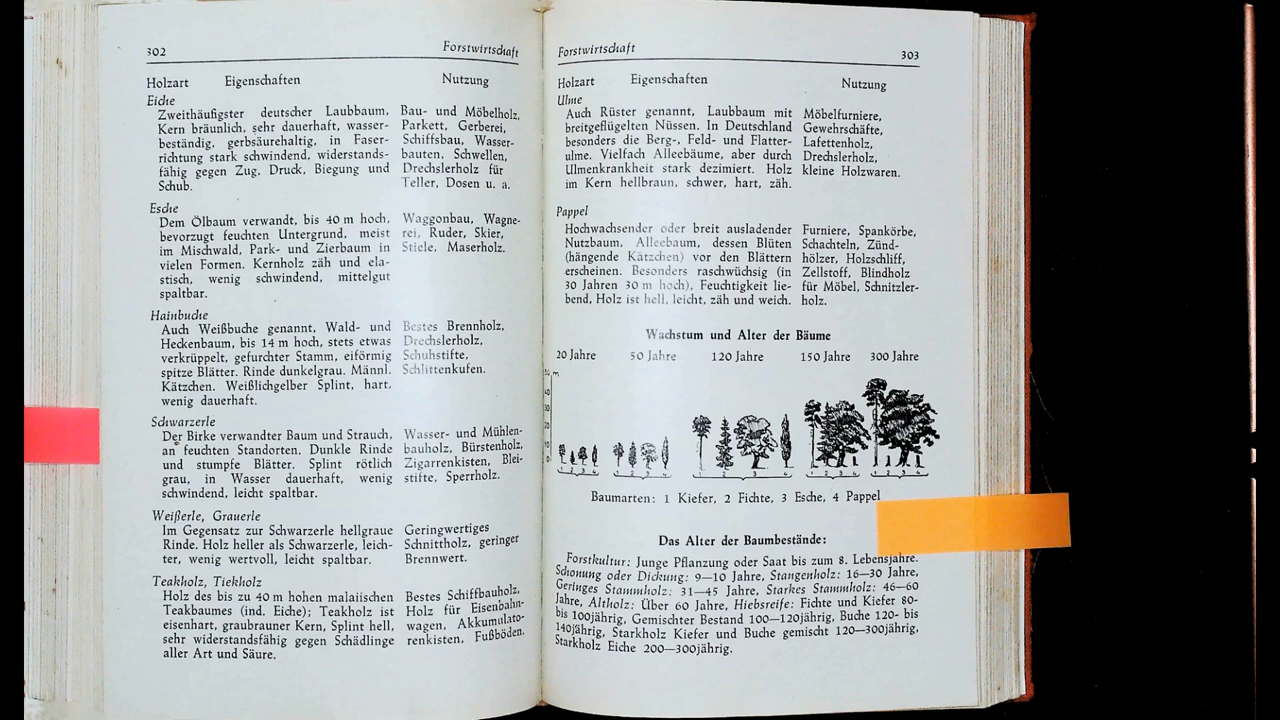 302
Forstwirtschaft
Holzart Eigenschaften Nutzung
Eiche
Zweithäufigster deutscher Laubbaum,
Kern bräunlich, sehr dauerhaft, wasser-
beständig, gerbsäurehaltig, in Faser-
richtung stark schwindend, widerstands-
fähig gegen Zug, Druck, Biegung und
Schub.
Bau- und Möbelholz,
Parkett, Gerberei,
Schiffsbau, Wasser-
bauten, Schwellen,
Drechslerholz für
Teller, Dosen u. a.
Esche
Dem Ölbaum verwandt, bis 40 m hoch,
bevorzugt feuchten Untergrund, meist
im Mischwald, Park- und Zierbaum in
vielen Formen. Kernholz zäh und ela-
stisch, wenig schwindend, mittelgut
spaltbar.
Waggonbau, Wagne-
rei, Ruder, Skier,
Stiele, Maserholz.
Hainbuche
Auch Weißbuche genannt, Wald- und
Heckenbaum, bis 14 m hoch, stets etwas
verkrüppelt, gefurchter Stamm, eiförmig
spitze Blätter. Rinde dunkelgrau. Männl.
Kätzchen. Weißlichgelber Splint, hart,
wenig dauerhaft.
Bestes Brennholz,
Drechslerholz,
Schuhstifte,
Schlittenkufen.
Schwarzerle
Der Birke verwandter Baum und Strauch,
an feuchten Standorten. Dunkle Rinde
und stumpfe Blätter. Splint rötlich
grau, in Wasser dauerhaft, wenig
schwindend, leicht spaltbar.
Wasser- und Mühlen-
bauholz, Bürstenholz,
Zigarrenkisten, Blei-
stifte, Sperrholz.
Weißerle, Grauerle
Im Gegensatz zur Schwarzerle hellgraue
Rinde. Holz heller als Schwarzerle, leich-
ter, wenig wertvoll, leicht spaltbar.
Geringwertiges
Schnittholz, geringer
Brennwert.
Teakholz, Tiekholz
Holz des bis zu 40 m hohen malaiischen
Teakbaumes (ind. Eiche); Teakholz ist
eisenhart, graubrauner Kern, Splint hell,
sehr widerstandsfähig gegen Schädlinge
aller Art und Säure.
Bestes Schiffbauholz,
Holz für Eisenbahn-
wagen, Akkumulato-
renkisten, Fußböden.
Forstwirtschaft
303
Holzart Eigenschaften Nutzung
Ulme
Auch Rüster genannt, Laubbaum mit
breitgeflügelten Nüssen. In Deutschland
besonders die Berg-, Feld- und Flatter-
ulme. Vielfach Alleebäume, aber durch
Ulmenkrankheit stark dezimiert. Holz
im Kern hellbraun, schwer, hart, zäh.
Möbelfurniere,
Gewehrschäfte,
Lafettenholz,
Drechslerholz,
kleine Holzwaren.
Pappel
Hochwachsender oder breit ausladender
Nutzbaum, Alleebaum, dessen Blüten
(hängende Kätzchen) vor den Blättern
erscheinen. Besonders raschwüchsig (in
30 Jahren 30 m hoch), Feuchtigkeit lie-
bend, Holz ist hell, leicht, zäh und weich.
Furniere, Spankörbe,
Schachteln, Zünd-
hölzer, Holzschliff,
Zellstoff, Blindholz
für Möbel, Schnitzler-
holz.
Wachstum und Alter der Bäume
20 Jahre 50 Jahre 120 Jahre 150 Jahre 300 Jahre
Baumarten: 1 Kiefer, 2 Fichte, 3 Esche, 4 Pappel
Das Alter der Baumbestände:
Forstkultur: Junge Pflanzung oder Saat bis zum 8. Lebensjahre.
Schonung oder Dickung: 9—10 Jahre, Stangenholz: 16—30 Jahre,
Geringes Stammholz: 31—45 Jahre, Starkes Stammholz: 46—60
Jahre, Altholz: Über 60 Jahre, Hiebsreife: Fichte und Kiefer 80-
bis 100jährig, Gemischter Bestand 100—120jährig, Buche 120- bis
140jährig, Starkholz Kiefer und Buche gemischt 120—300jährig,
Starkholz Eiche 200—300jährig.